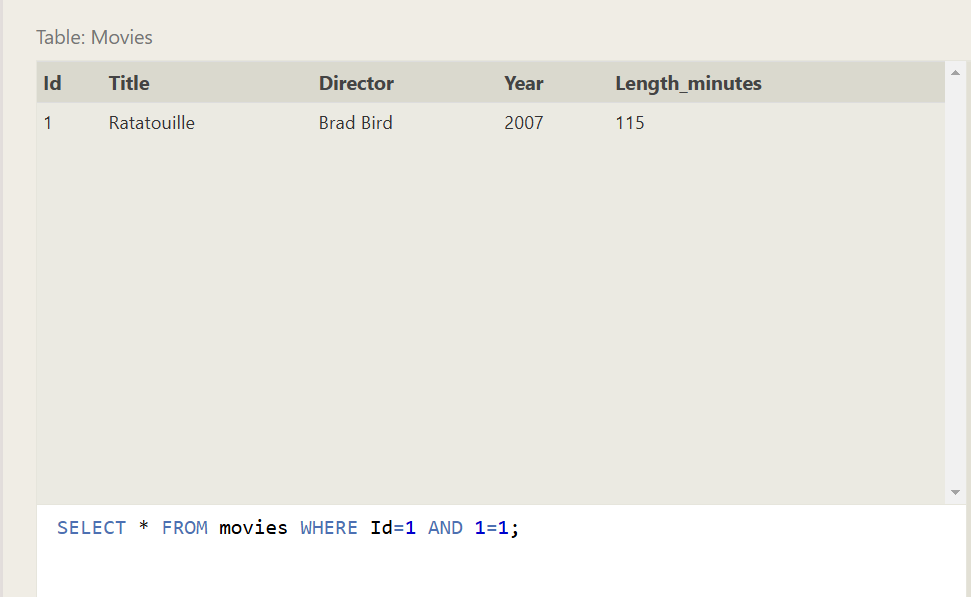 Table: Movies
Id Title Director Year Length_minutes
1 Ratatouille Brad Bird 2007 115
SELECT * FROM movies WHERE Id=1 AND 1=1;